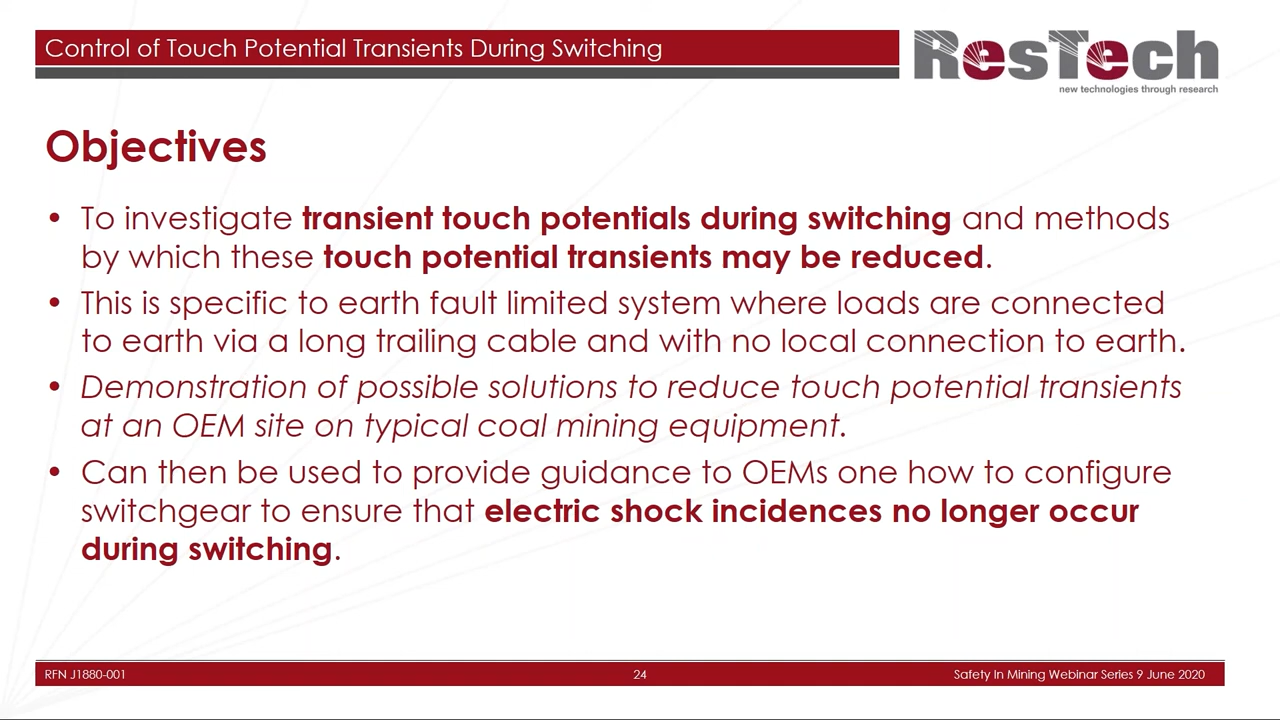 Control of Touch Potential Transients During Switching
ResTech
new technologies through research
Objectives
• To investigate transient touch potentials during switching and methods
by which these touch potential transients may be reduced.
• This is specific to earth fault limited system where loads are connected
to earth via a long trailing cable and with no local connection to earth.
• Demonstration of possible solutions to reduce touch potential transients
at an OEM site on typical coal mining equipment.
• Can then be used to provide guidance to OEMs one how to configure
switchgear to ensure that electric shock incidences no longer occur
during switching.
RFN J1880-001
24
Safety In Mining Webinar Series 9 June 2020